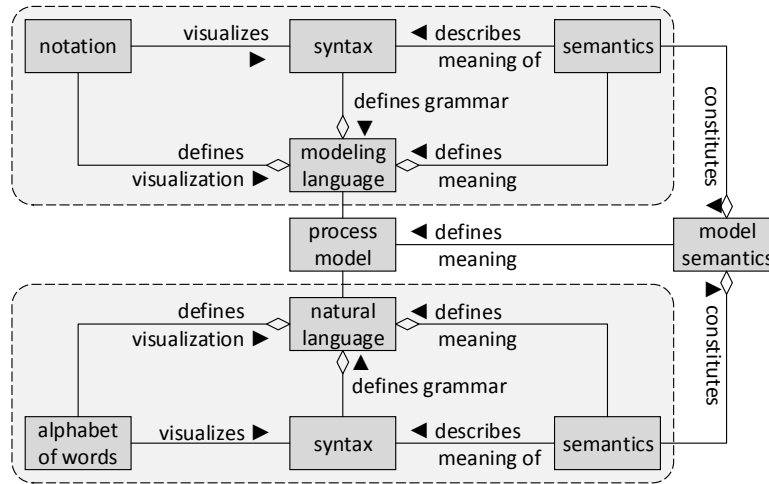 notation
visualizes
syntax
describes
meaning of
semantics
defines grammar
constitutes
defines
visualization
modeling
language
defines
meaning
process
model
defines
meaning
model
semantics
defines
visualization
natural
language
defines
meaning
constitutes
defines grammar
alphabet
of words
visualizes
syntax
describes
meaning of
semantics